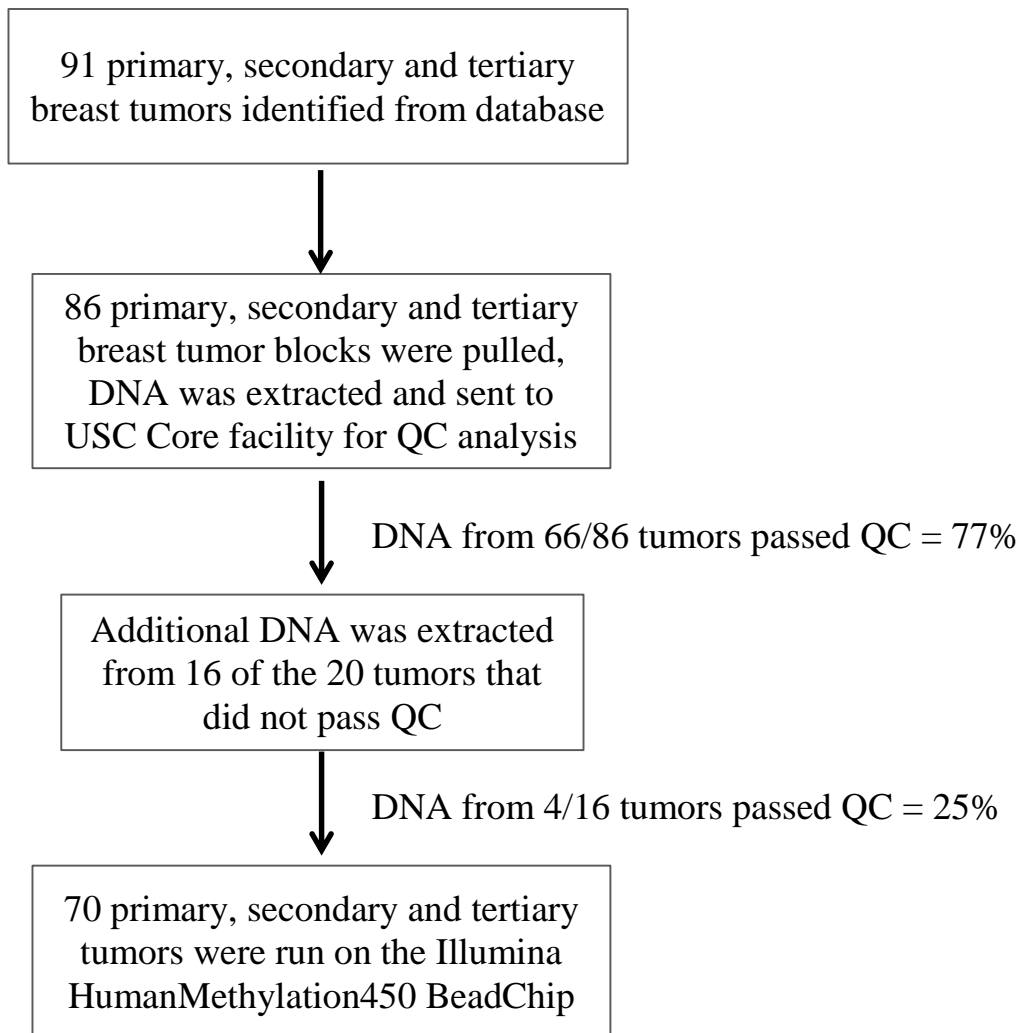 91 primary, secondary and tertiary
breast tumors identified from database
86 primary, secondary and tertiary
breast tumor blocks were pulled,
DNA was extracted and sent to
USC Core facility for QC analysis
DNA from 66/86 tumors passed QC = 77%
Additional DNA was extracted
from 16 of the 20 tumors that
did not pass QC
DNA from 4/16 tumors passed QC = 25%
70 primary, secondary and tertiary
tumors were run on the Illumina
HumanMethylation450 BeadChip